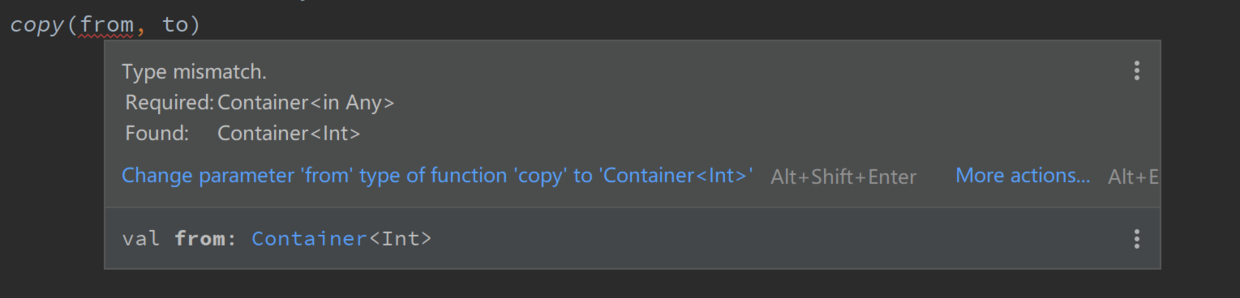 copy(from, to)
Type mismatch.
Required: Container<in Any>
Found: Container<Int>
Change parameter 'from' type of function 'copy' to 'Container<Int>' Alt+Shift+Enter More actions... Alt+E
val from: Container<Int>